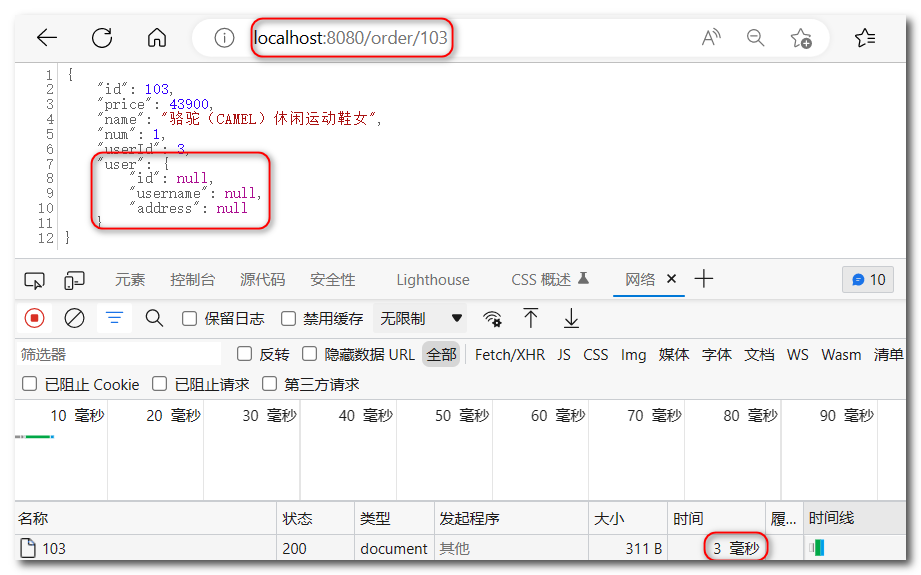 localhost:8080/order/103
1 {
2 "id": 103,
3 "price": 43900,
4 "name": "骆驼（CAMEL）休闲运动鞋女",
5 "num": 1,
6 "userId": 3,
7 "user": {
8 "id": null,
9 "username": null,
10 "address": null
11 }
12 }
元素 控制台 源代码 安全性 Lighthouse CSS 概述 网络 10
保留日志 禁用缓存 无限制
筛选器 反转 隐藏数据 URL 全部 Fetch/XHR JS CSS Img 媒体 字体 文档 WS Wasm 清单
已阻止 Cookie 已阻止请求 第三方请求
10 毫秒 20 毫秒 30 毫秒 40 毫秒 50 毫秒 60 毫秒 70 毫秒 80 毫秒 90 毫秒
名称 状态 类型 发起程序 大小 时间 履... 时间线
103 200 document 其他 311 B 3 毫秒